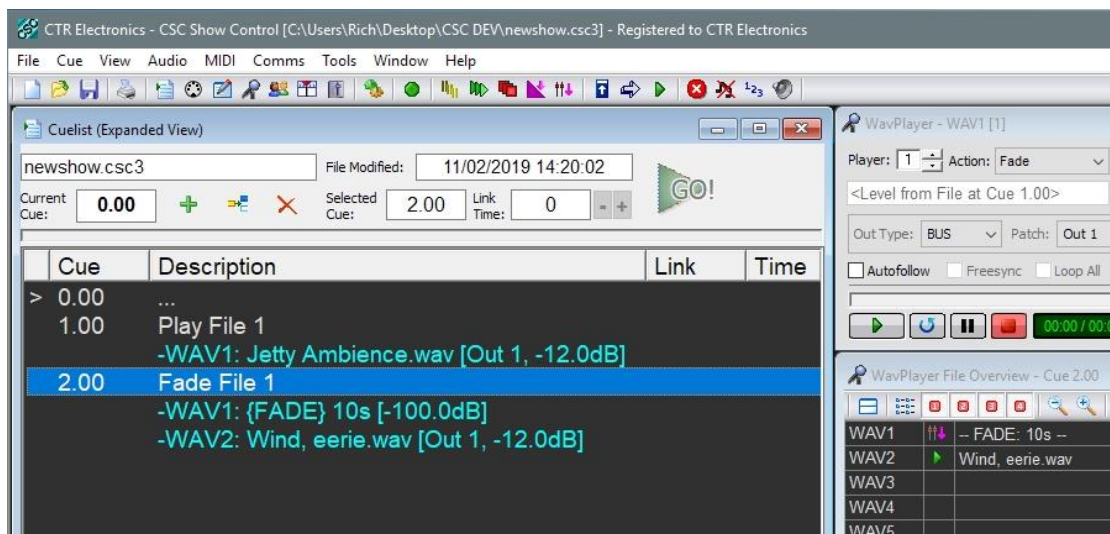 CTR Electronics - CSC Show Control [C:\Users\Rich\Desktop\CSC DEV\newshow.csc3] - Registered to CTR Electronics
File Cue View Audio MIDI Comms Tools Window Help
123
Cuelist (Expanded View)
newshow.csc3 File Modified: 11/02/2019 14:20:02
GO!
Current Cue: 0.00 Selected Cue: 2.00 Link Time: 0 - +
Cue Description Link Time
> 0.00 ...
1.00 Play File 1
-WAV1: Jetty Ambience.wav [Out 1, -12.0dB]
2.00 Fade File 1
-WAV1: {FADE} 10s [-100.0dB]
-WAV2: Wind, eerie.wav [Out 1, -12.0dB]
WavPlayer - WAV1 [1]
Player: 1 Action: Fade
<Level from File at Cue 1.00>
Out Type: BUS Patch: Out 1
Autofollow Freesync Loop All
00:00 / 00:
WavPlayer File Overview - Cue 2.00
WAV1 -- FADE: 10s --
WAV2 Wind, eerie.wav
WAV3
WAV4
WAV5